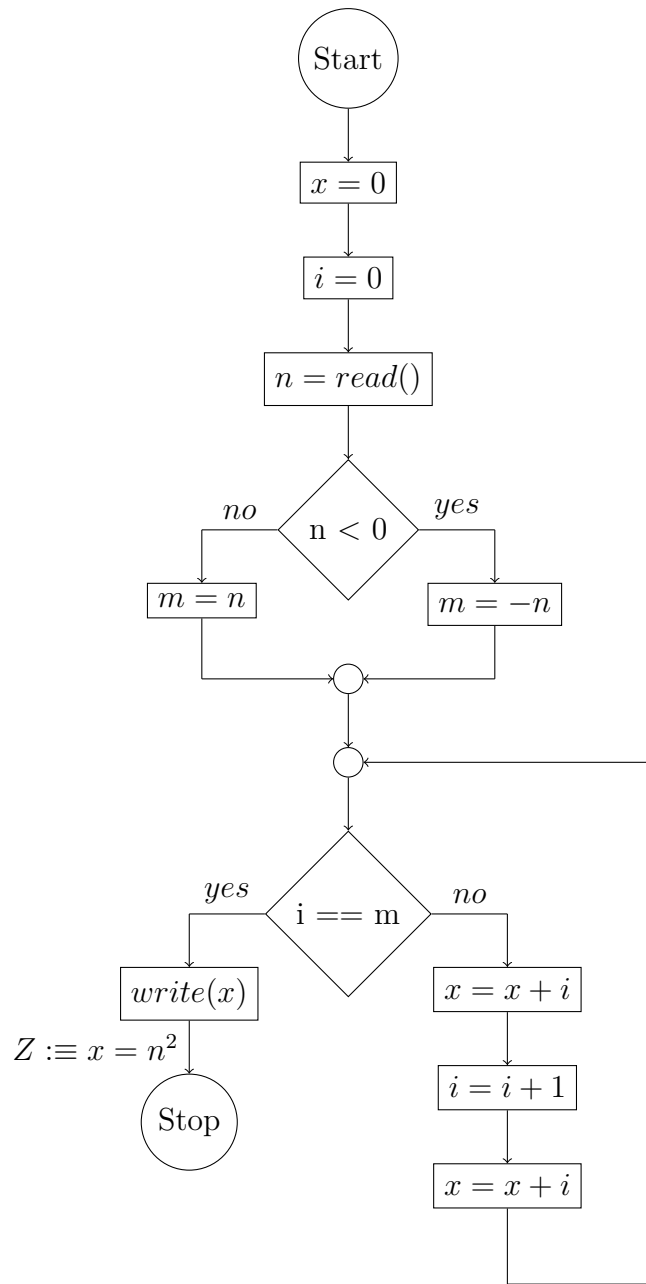 Start
x = 0
i = 0
n = read()
no
n < 0
yes
m = n
m = −n
yes
i == m
no
write(x)
x = x + i
Z :≡ x = n²
i = i + 1
Stop
x = x + i